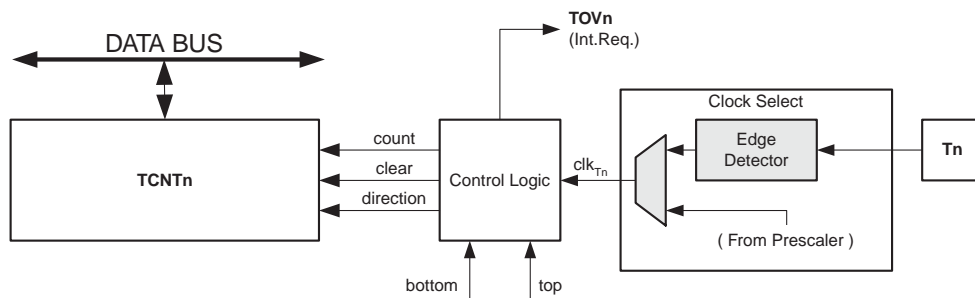 TOVn
(Int.Req.)
DATA BUS
Clock Select
TCNTn
count
clear
direction
Control Logic
clkTn
Edge
Detector
Tn
( From Prescaler )
bottom
top